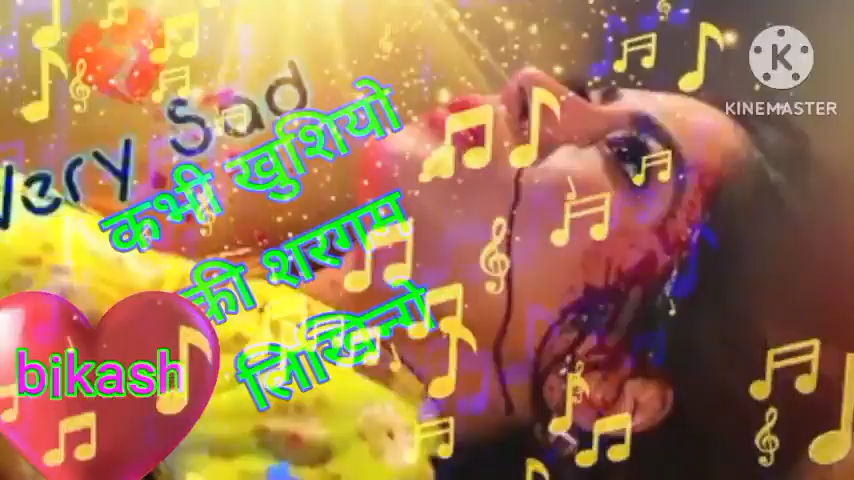 Very Sad
कभी खुशियो
की शरगम
लिखिनो
bikash
KINEMASTER